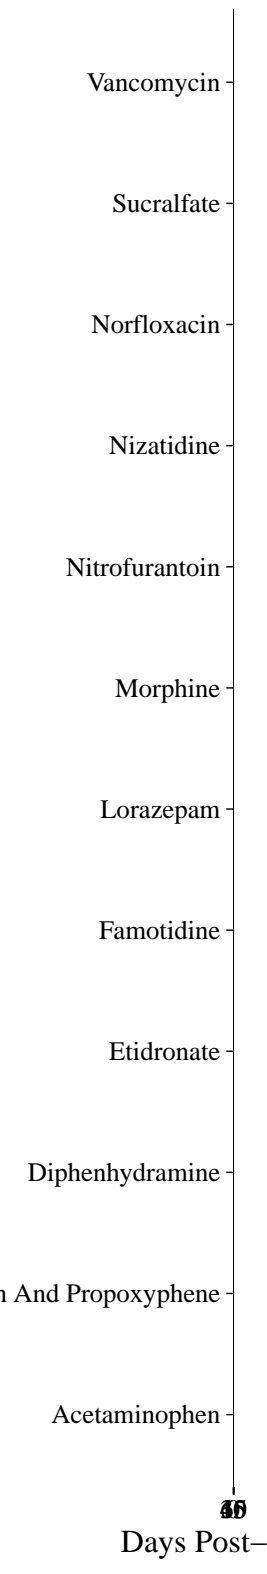 Vancomycin
Sucralfate
Norfloxacin
Nizatidine
Nitrofurantoin
Morphine
Lorazepam
Famotidine
Etidronate
Diphenhydramine
And Propoxyphene
Acetaminophen
Days Post–